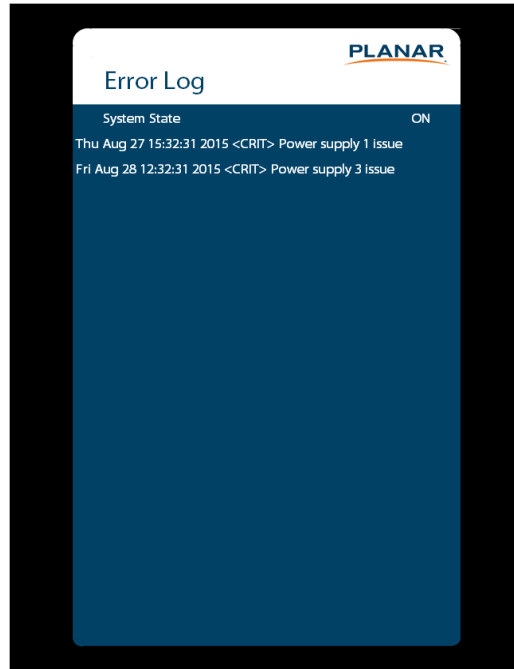 PLANAR
Error Log
System State ON
Thu Aug 27 15:32:31 2015 <CRIT> Power supply 1 issue
Fri Aug 28 12:32:31 2015 <CRIT> Power supply 3 issue